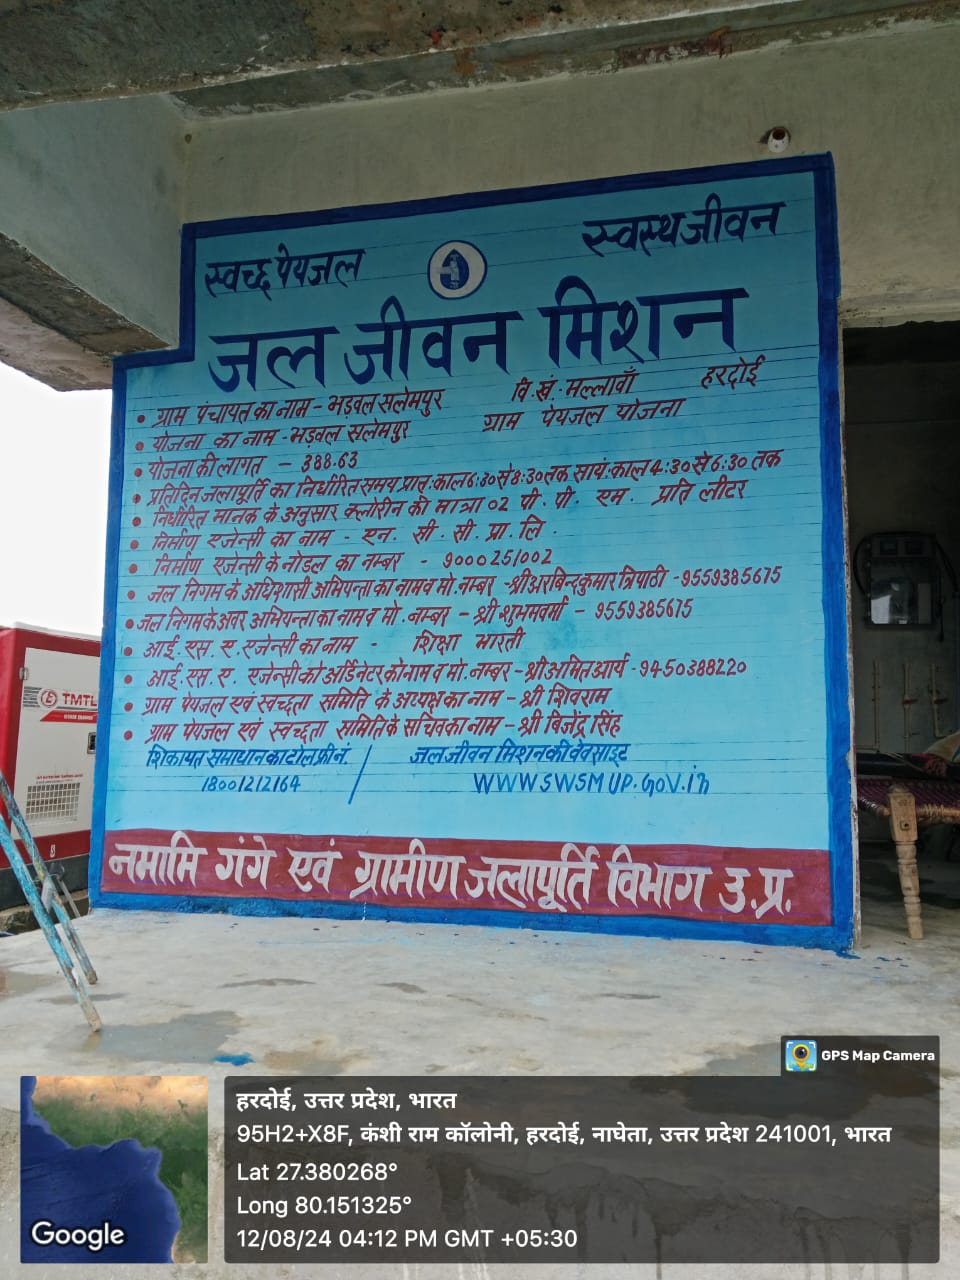 स्वच्छ पेयजल
स्वस्थ जीवन
जल जीवन मिशन
• ग्राम पंचायत का नाम - भड़वल सलेमपुर वि.खं. मल्लावाँ हरदोई
• योजना का नाम - भड़वल सलेमपुर ग्राम पेयजल योजना
• योजना की लागत - 388.63
• प्रतिदिन जलापूर्ति का निर्धारित समय प्रात:काल 6:30 से 8:30 तक सायं:काल 4:30 से 6:30 तक
• निर्धारित मानक के अनुसार क्लोरीन की मात्रा 02 पी. पी. एम. प्रति लीटर
• निर्माण एजेन्सी का नाम - एन. सी. सी. प्रा. लि.
• निर्माण एजेन्सी के नोडल का नम्बर - 9000251002
• जल निगम के अधिशासी अभियन्ता का नाम व मो. नम्बर - श्री अरविन्द कुमार त्रिपाठी - 9559385675
• जल निगम के अवर अभियन्ता का नाम व मो. नम्बर - श्री शुभम वर्मा - 9559385675
• आई. एस. ए. एजेन्सी का नाम - शिक्षा भारती
• आई. एस. ए. एजेन्सी को आर्डिनेटर को नाम व मो. नम्बर - श्री अमित आर्य - 9450388220
• ग्राम पेयजल एवं स्वच्छता समिति के अध्यक्ष का नाम - श्री शिवराम
• ग्राम पेयजल एवं स्वच्छता समिति के सचिव का नाम - श्री बिजेंद्र सिंह
शिकायत समाधान का टोल फ्री नं. / जल जीवन मिशन की वेवसाइट
18001212164 WWW.SWSMUP.GOV.in
नमामि गंगे एवं ग्रामीण जलापूर्ति विभाग उ.प्र.
TMTL
GPS Map Camera
हरदोई, उत्तर प्रदेश, भारत
95H2+X8F, कंशी राम कॉलोनी, हरदोई, नाघेता, उत्तर प्रदेश 241001, भारत
Lat 27.380268°
Long 80.151325°
12/08/24 04:12 PM GMT +05:30
Google